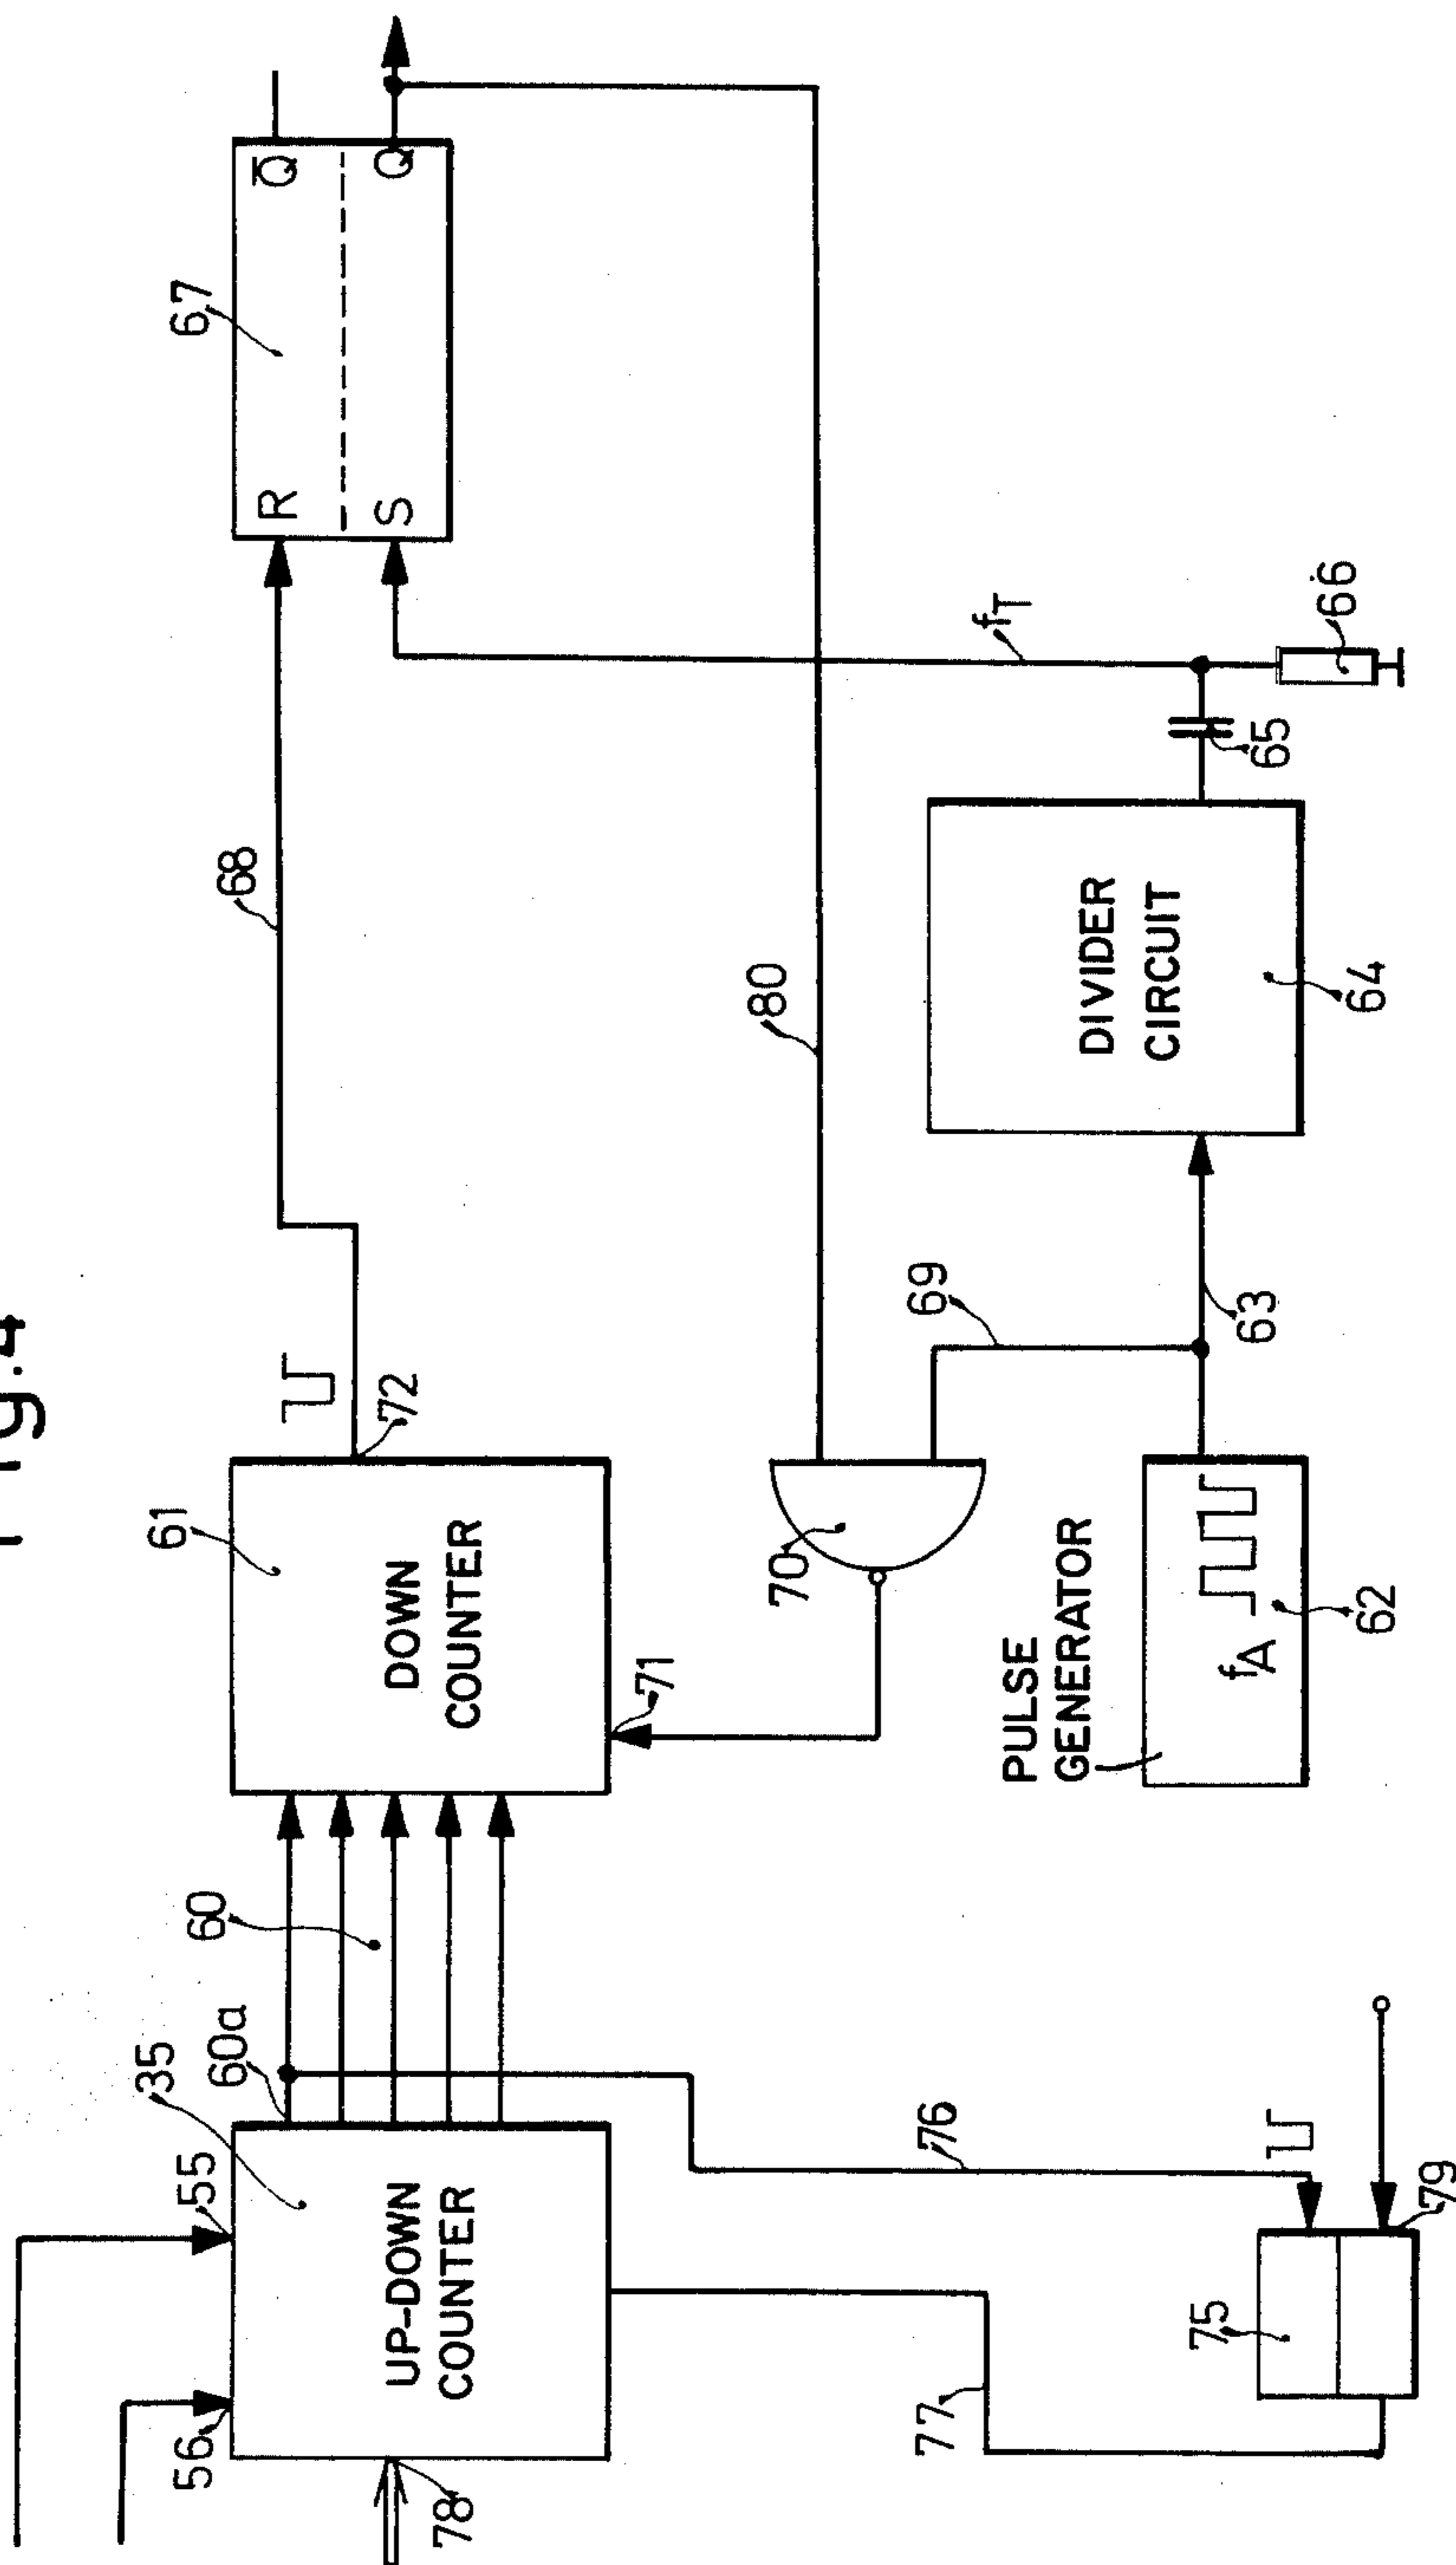 Fig.4
55
56
35
60a
60
61
UP-DOWN
COUNTER
78
DOWN
COUNTER
71
72
68
67
R
S
Q̅
Q
77
76
75
79
80
70
69
PULSE
GENERATOR
fA
62
63
DIVIDER
CIRCUIT
64
65
fT
66